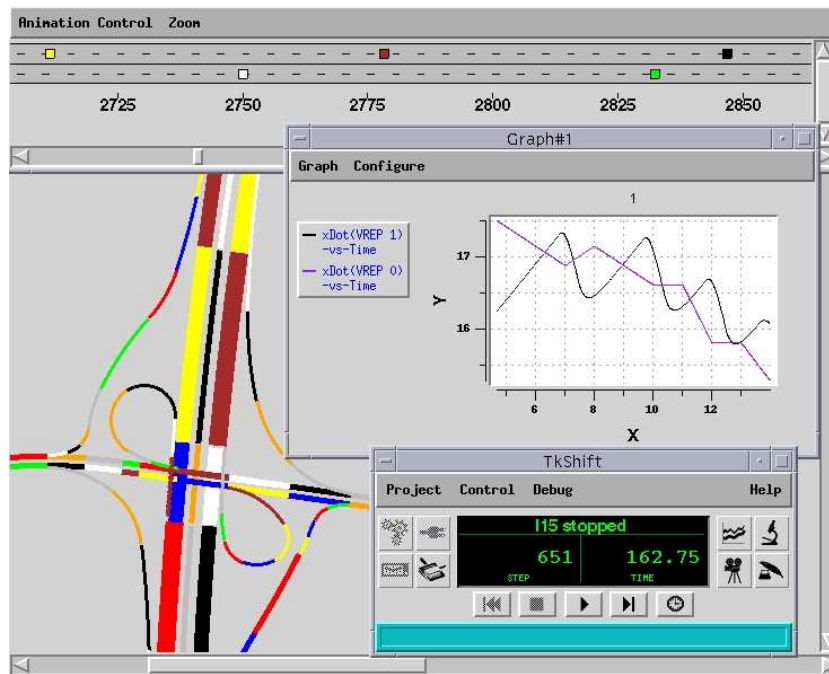 Animation Control Zoom
2725 2750 2775 2800 2825 2850
Graph#1
Graph Configure
1
xDot(VREP 1)
-vs-Time
xDot(VREP 0)
-vs-Time
Y
17
16
6 8 10 12
X
TkShift
Project Control Debug Help
I15 stopped
651 162.75
STEP TIME